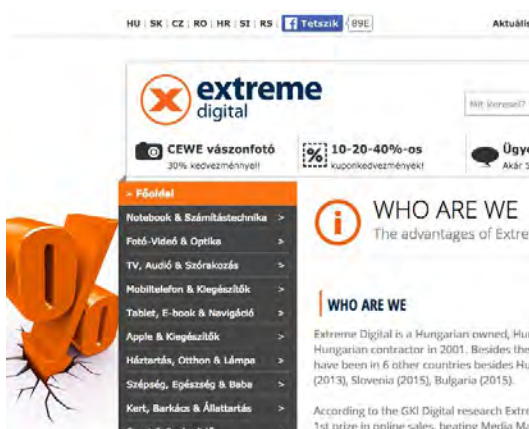 HU | SK | CZ | RO | HR | SI | RS | f Tetszik 89E
Aktuális
x extreme
digital
Mit keresel?
CEWE vászonfotó
30% kedvezménnyel!
% 10-20-40%-os
kuponkedvezmények!
Ügye
Akár
» Főoldal
Notebook & Számítástechnika >
Fotó-Videó & Optika >
TV, Audió & Szórakozás >
Mobiltelefon & Kiegészítők >
Tablet, E-book & Navigáció >
Apple & Kiegészítők >
Háztartás, Otthon & Lámpa >
Szépség, Egészség & Baba >
Kert, Barkács & Állattartás >
%
i WHO ARE WE
The advantages of Extre
WHO ARE WE
Extreme Digital is a Hungarian owned, Hun
Hungarian contractor in 2001. Besides the
have been in 6 other countries besides Hu
(2013), Slovenia (2015), Bulgaria (2015).
According to the GKI Digital research Extre
1st prize in online sales, beating Media M